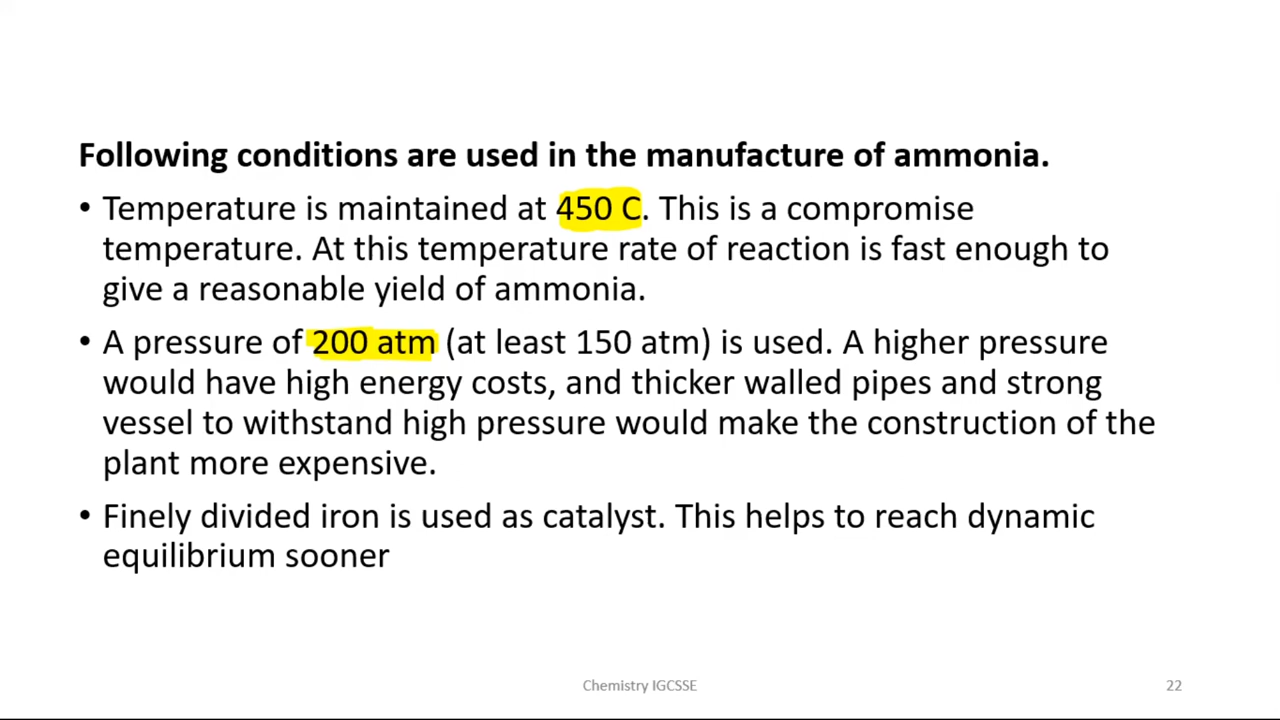 Following conditions are used in the manufacture of ammonia.
• Temperature is maintained at 450 C. This is a compromise
temperature. At this temperature rate of reaction is fast enough to
give a reasonable yield of ammonia.
• A pressure of 200 atm (at least 150 atm) is used. A higher pressure
would have high energy costs, and thicker walled pipes and strong
vessel to withstand high pressure would make the construction of the
plant more expensive.
• Finely divided iron is used as catalyst. This helps to reach dynamic
equilibrium sooner
Chemistry IGCSSE
22